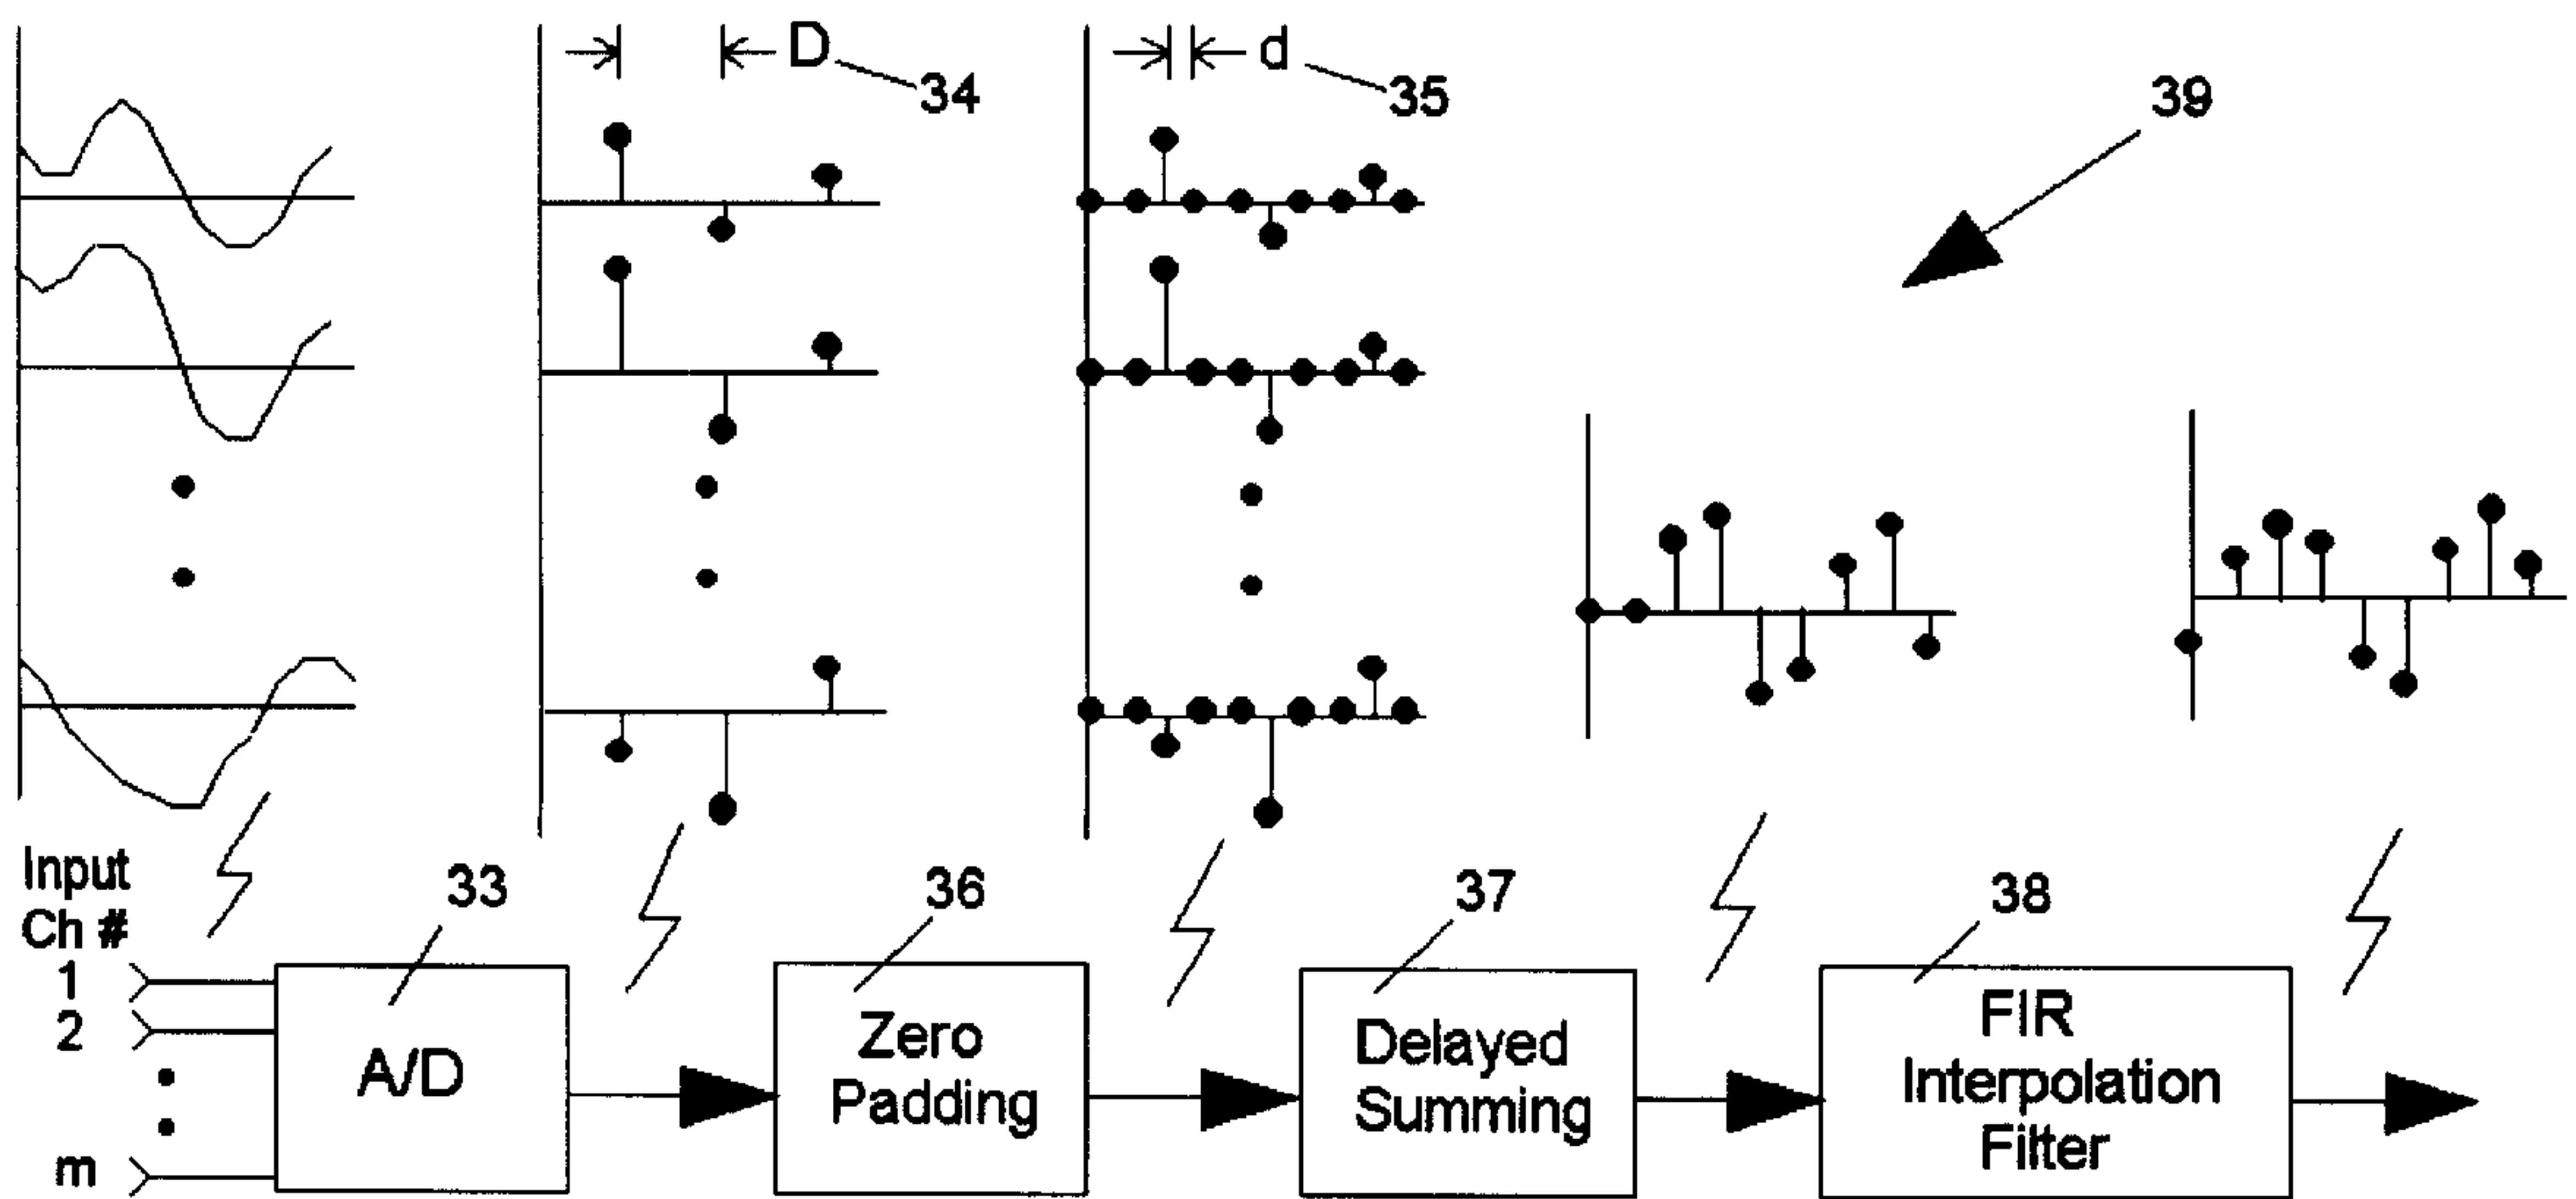 D
34
d
35
39
Input
Ch #
1
2
m
33
A/D
36
Zero
Padding
37
Delayed
Summing
38
FIR
Interpolation
Filter